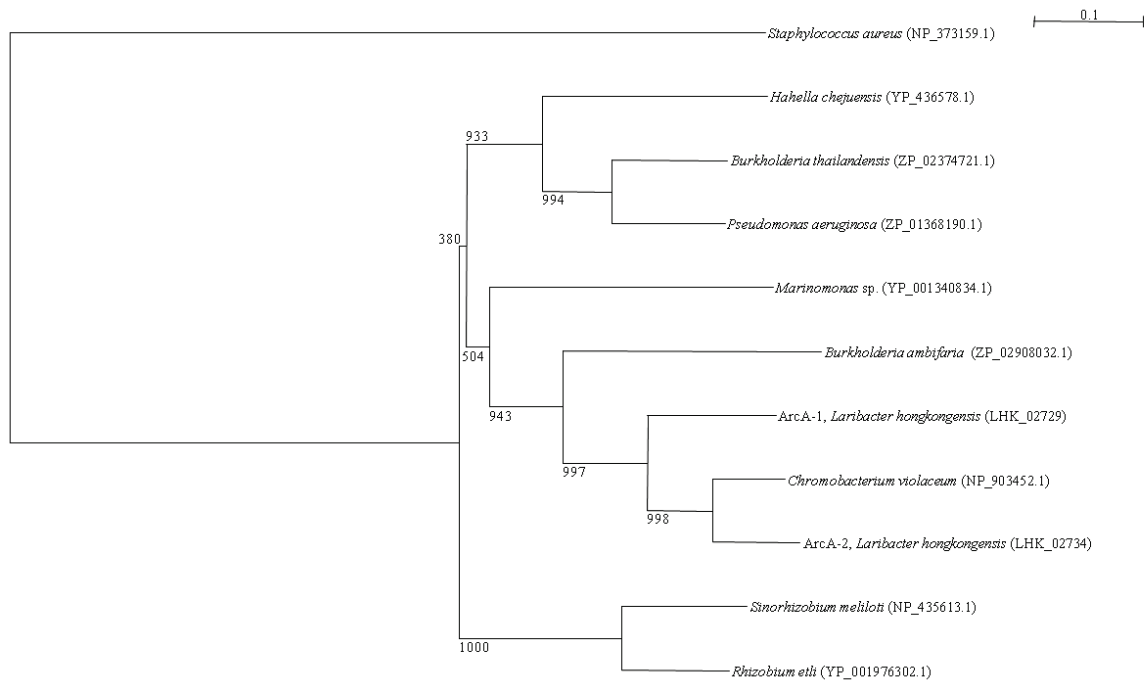 0.1
Staphylococcus aureus (NP_373159.1)
Hahella chejuensis (YP_436578.1)
933
Burkholderia thailandensis (ZP_02374721.1)
994
Pseudomonas aeruginosa (ZP_01368190.1)
380
Marinomonas sp. (YP_001340834.1)
504
Burkholderia ambifaria (ZP_02908032.1)
943
ArcA-1, Laribacter hongkongensis (LHK_02729)
997
Chromobacterium violaceum (NP_903452.1)
998
ArcA-2, Laribacter hongkongensis (LHK_02734)
Sinorhizobium meliloti (NP_435613.1)
1000
Rhizobium etli (YP_001976302.1)